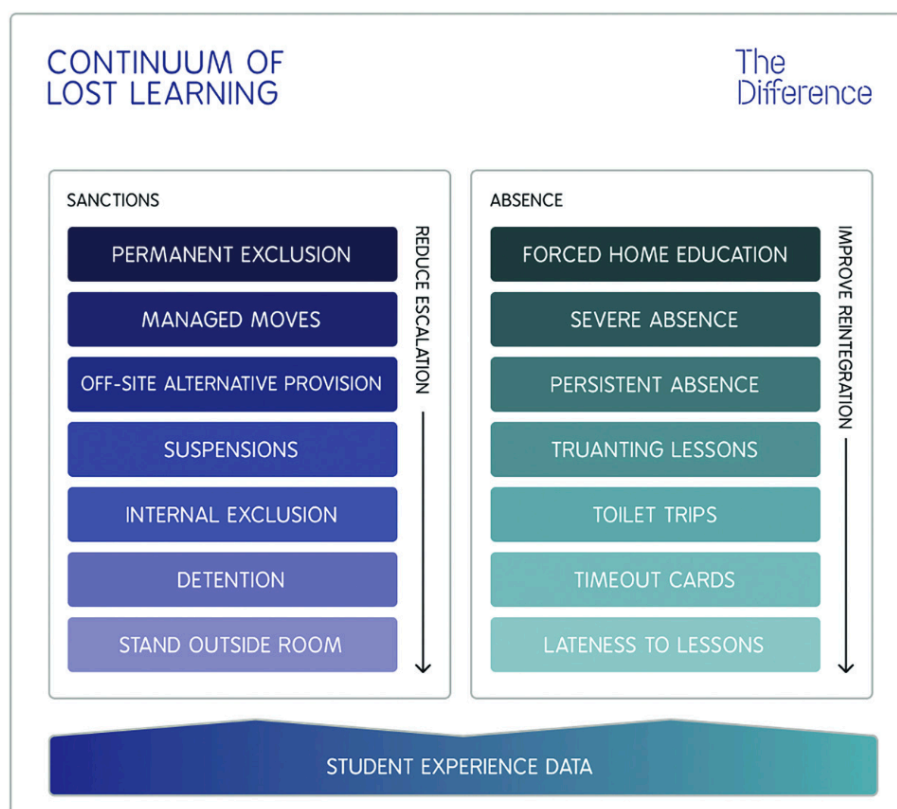 CONTINUUM OF
LOST LEARNING
The
Difference
SANCTIONS
PERMANENT EXCLUSION
MANAGED MOVES
OFF-SITE ALTERNATIVE PROVISION
SUSPENSIONS
INTERNAL EXCLUSION
DETENTION
STAND OUTSIDE ROOM
REDUCE ESCALATION
ABSENCE
FORCED HOME EDUCATION
SEVERE ABSENCE
PERSISTENT ABSENCE
TRUANTING LESSONS
TOILET TRIPS
TIMEOUT CARDS
LATENESS TO LESSONS
IMPROVE REINTEGRATION
STUDENT EXPERIENCE DATA